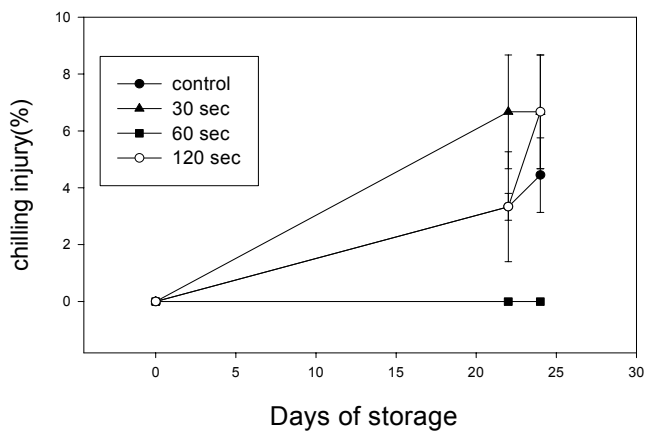 chilling injury(%)
10
8
6
4
2
0
control
30 sec
60 sec
120 sec
0 5 10 15 20 25 30
Days of storage